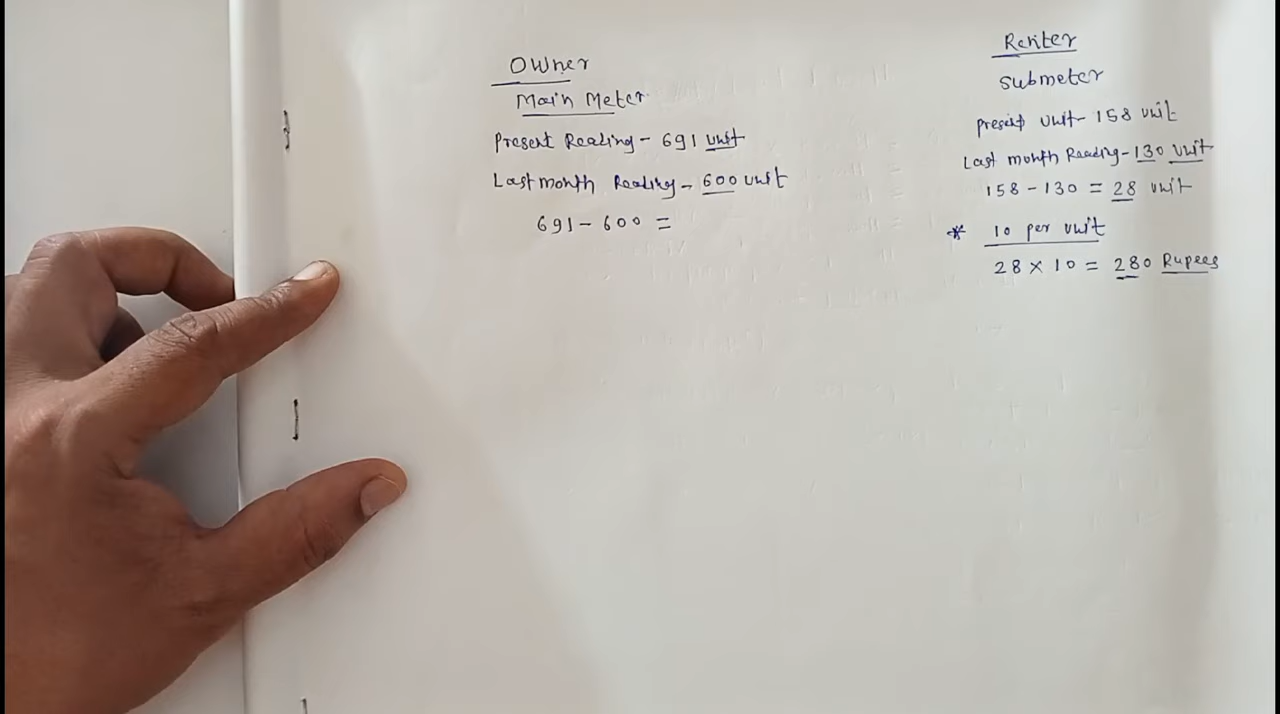 Owner
Main Meter
Present Reading - 691 unit
Last month Reading - 600 unit
691 - 600 =
Renter
Submeter
present unit - 158 unit
Last month Reading - 130 unit
158 - 130 = 28 unit
* 10 per unit
28 × 10 = 280 Rupees